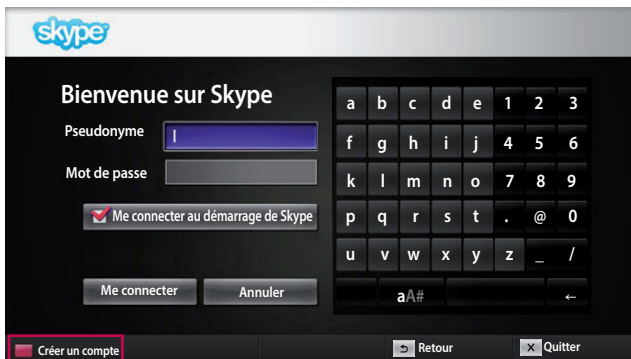 skype
Bienvenue sur Skype
Pseudonyme
Mot de passe
Me connecter au démarrage de Skype
Me connecter Annuler
a b c d e 1 2 3
f g h i j 4 5 6
k l m n o 7 8 9
p q r s t . @ 0
u v w x y z _ /
aA# ←
Créer un compte Retour X Quitter